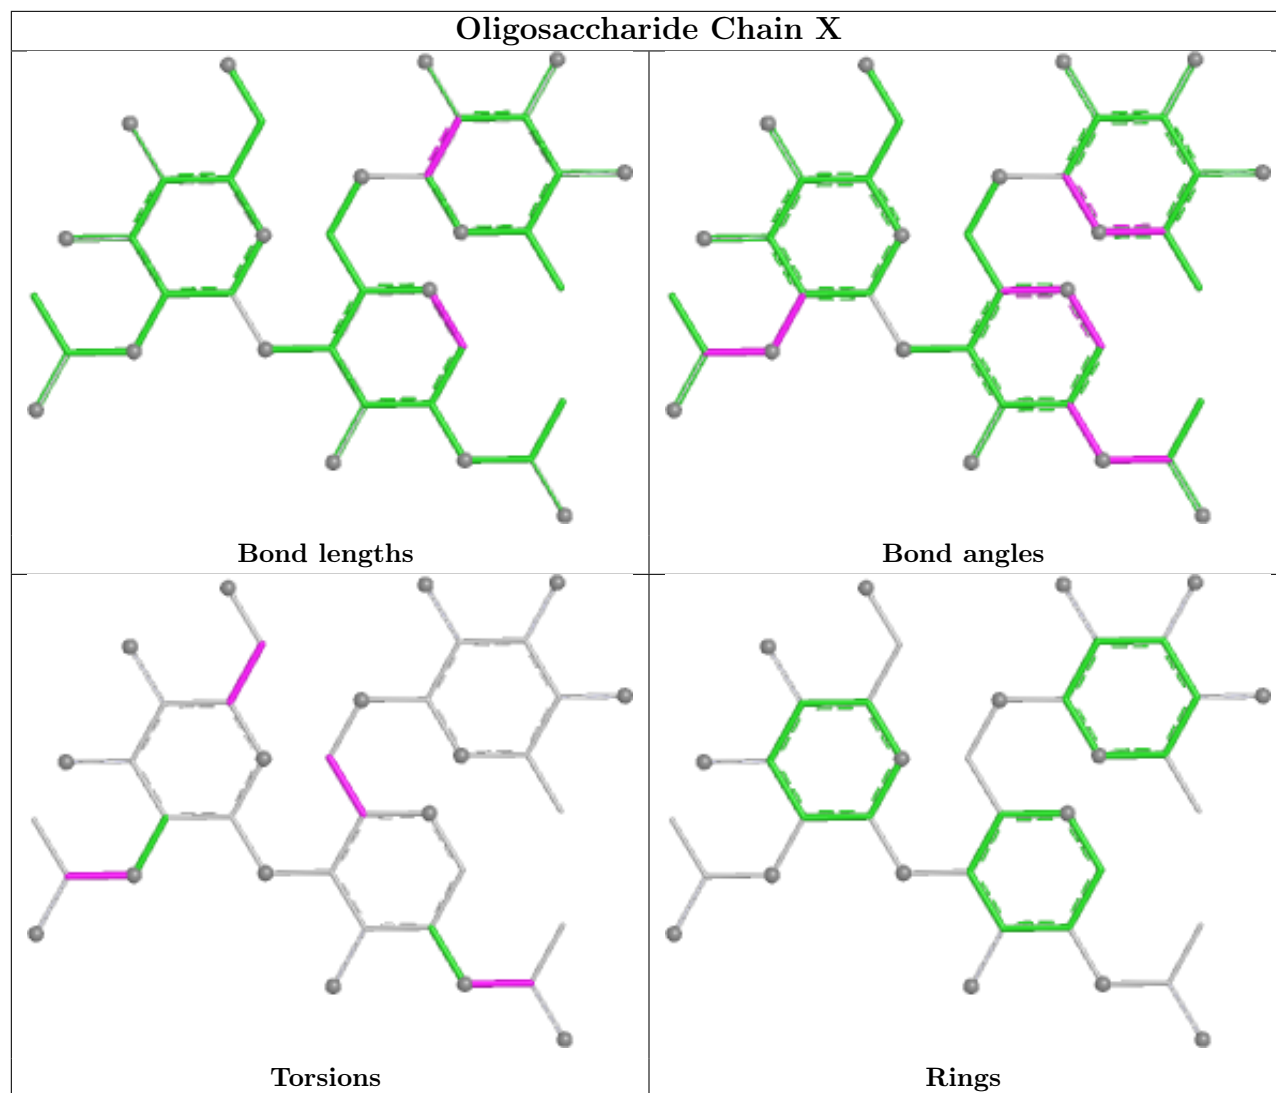 Oligosaccharide Chain X
Bond lengths
Bond angles
Torsions
Rings